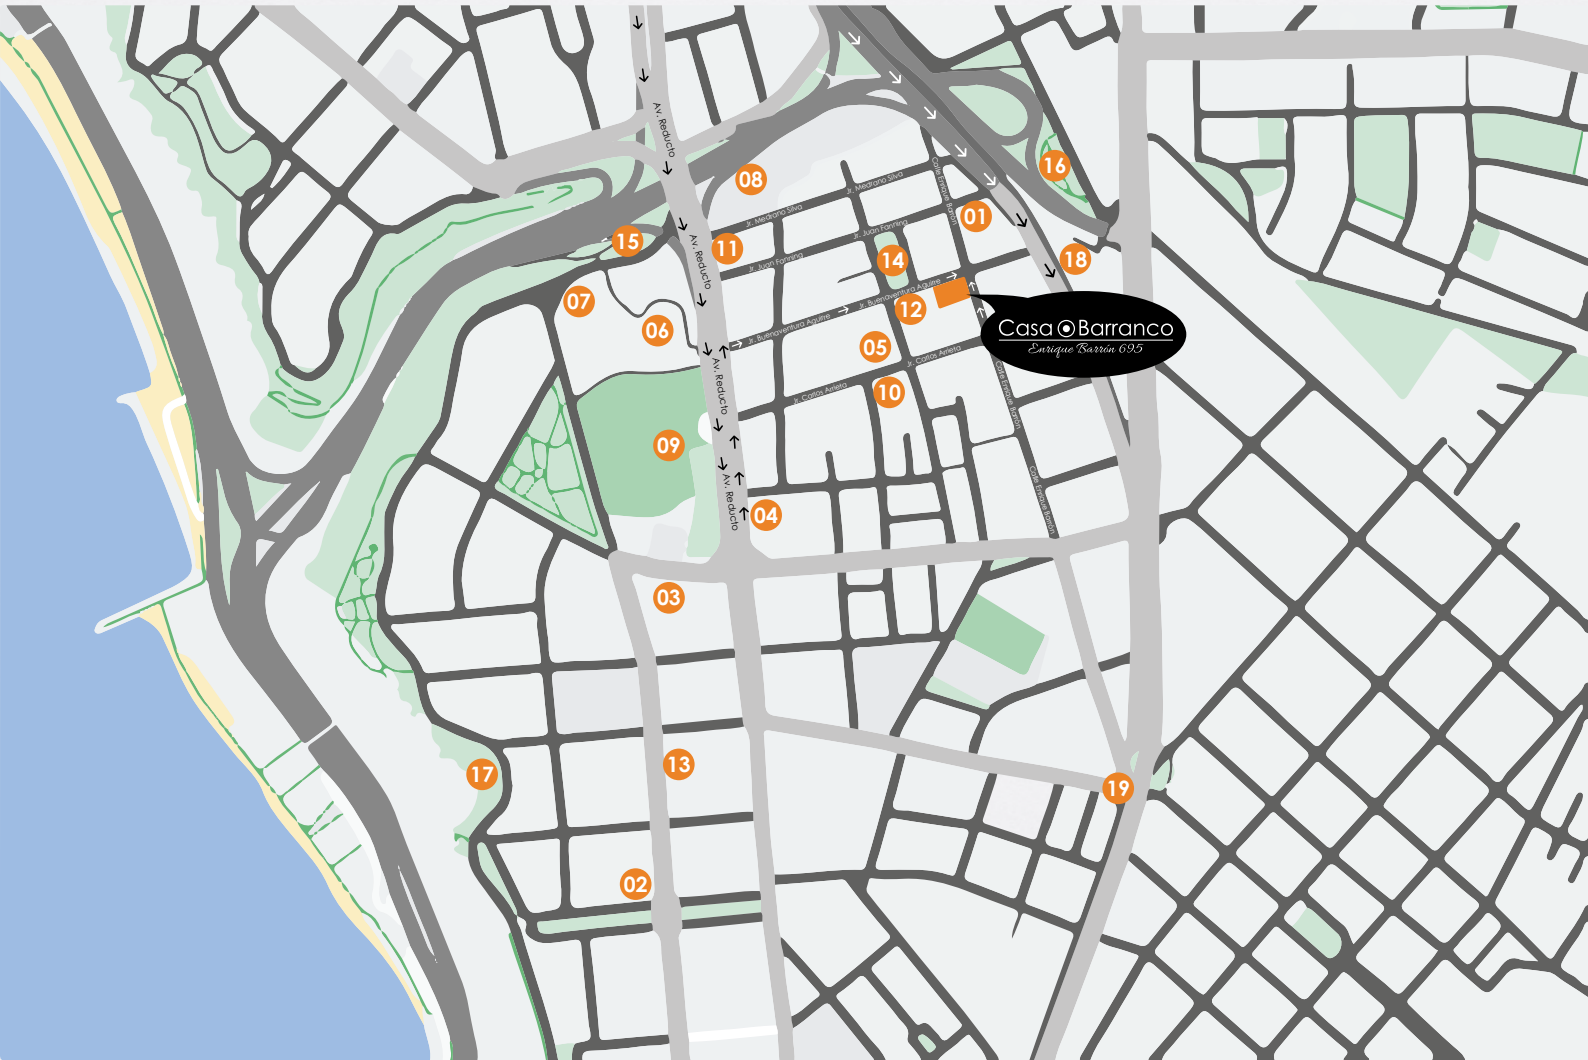 Av. Reducto
16
08
Calle Enrique Barrón
Jr. Medrano Silva
Jr. Medrano Silva
01
15
11
Jr. Juan Fanning
Av. Reducto
Jr. Juan Fanning
14
18
07
Jr. Buenaventura Aguirre
12
06
Jr. Buenaventura Aguirre
Casa Barranco
Enrique Barrón 695
05
Jr. Carlos Arrieta
Av. Reducto
10
Jr. Carlos Arrieta
Calle Enrique Barrón
09
Av. Reducto
Calle Enrique Barrón
04
03
13
17
19
02